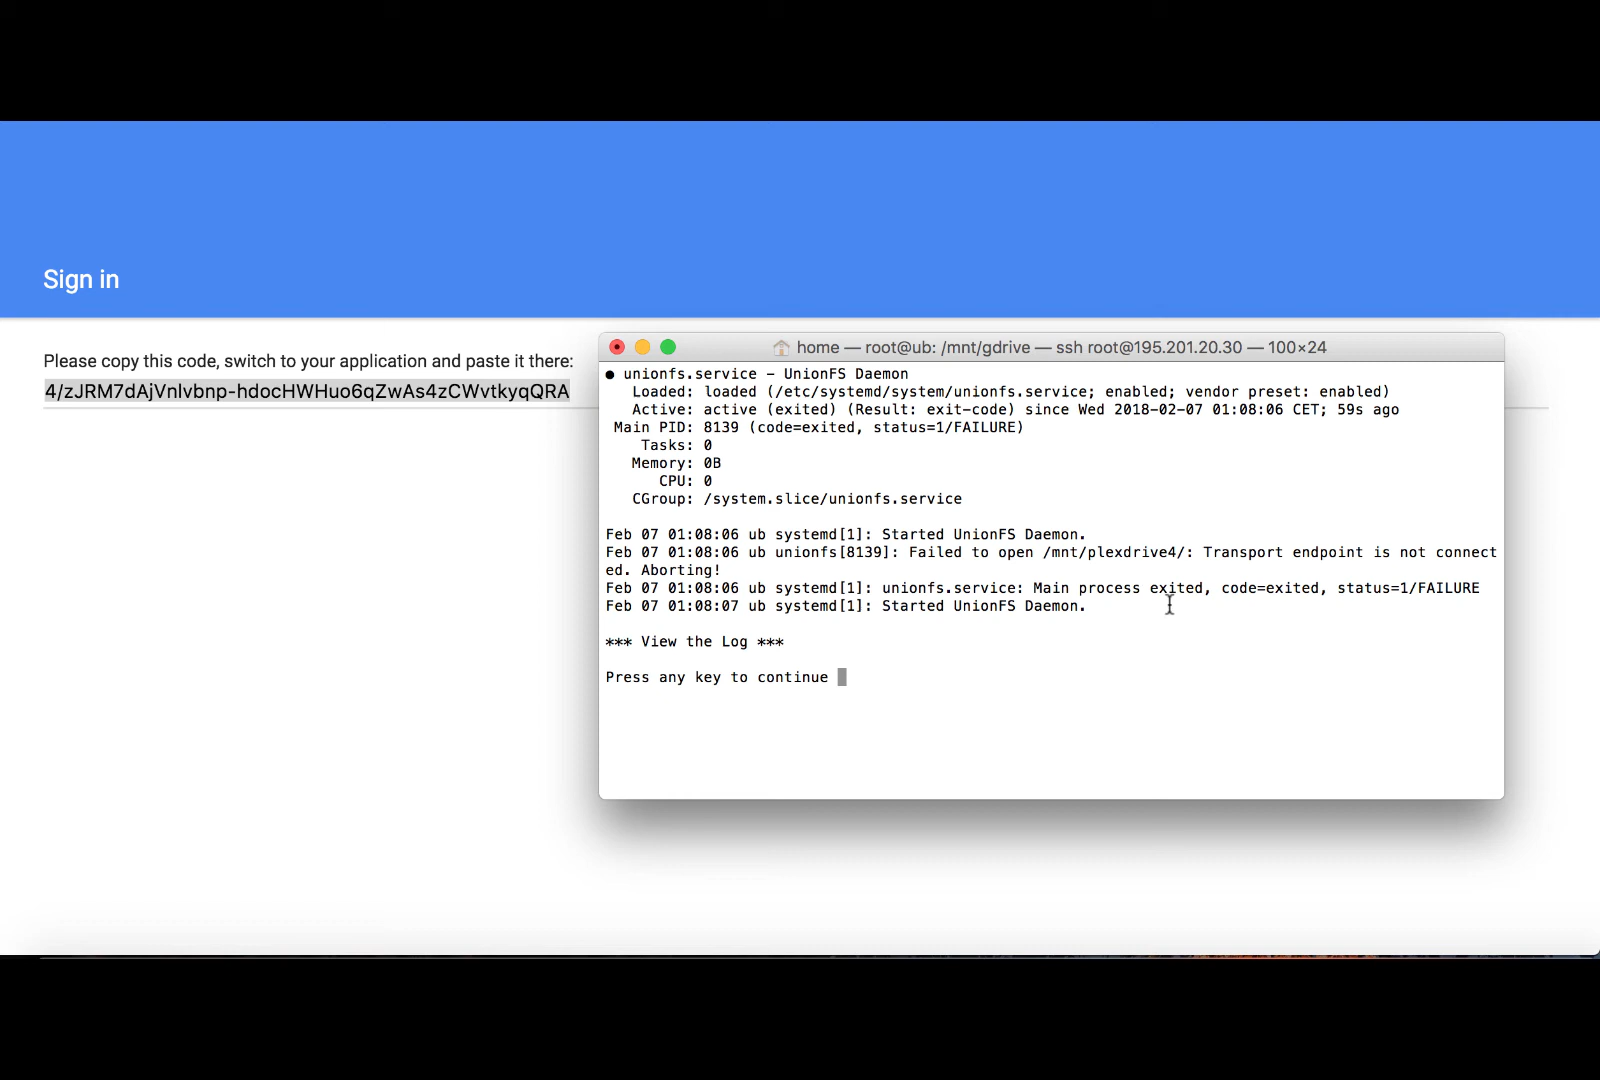 Sign in
Please copy this code, switch to your application and paste it there:
4/zJRM7dAjVnlvbnp-hdocHWHuo6qZwAs4zCWvtkyqQRA
home — root@ub: /mnt/gdrive — ssh root@195.201.20.30 — 100×24
● unionfs.service - UnionFS Daemon
Loaded: loaded (/etc/systemd/system/unionfs.service; enabled; vendor preset: enabled)
Active: active (exited) (Result: exit-code) since Wed 2018-02-07 01:08:06 CET; 59s ago
Main PID: 8139 (code=exited, status=1/FAILURE)
Tasks: 0
Memory: 0B
CPU: 0
CGroup: /system.slice/unionfs.service
Feb 07 01:08:06 ub systemd[1]: Started UnionFS Daemon.
Feb 07 01:08:06 ub unionfs[8139]: Failed to open /mnt/plexdrive4/: Transport endpoint is not connect
ed. Aborting!
Feb 07 01:08:06 ub systemd[1]: unionfs.service: Main process exited, code=exited, status=1/FAILURE
Feb 07 01:08:07 ub systemd[1]: Started UnionFS Daemon.
*** View the Log ***
Press any key to continue